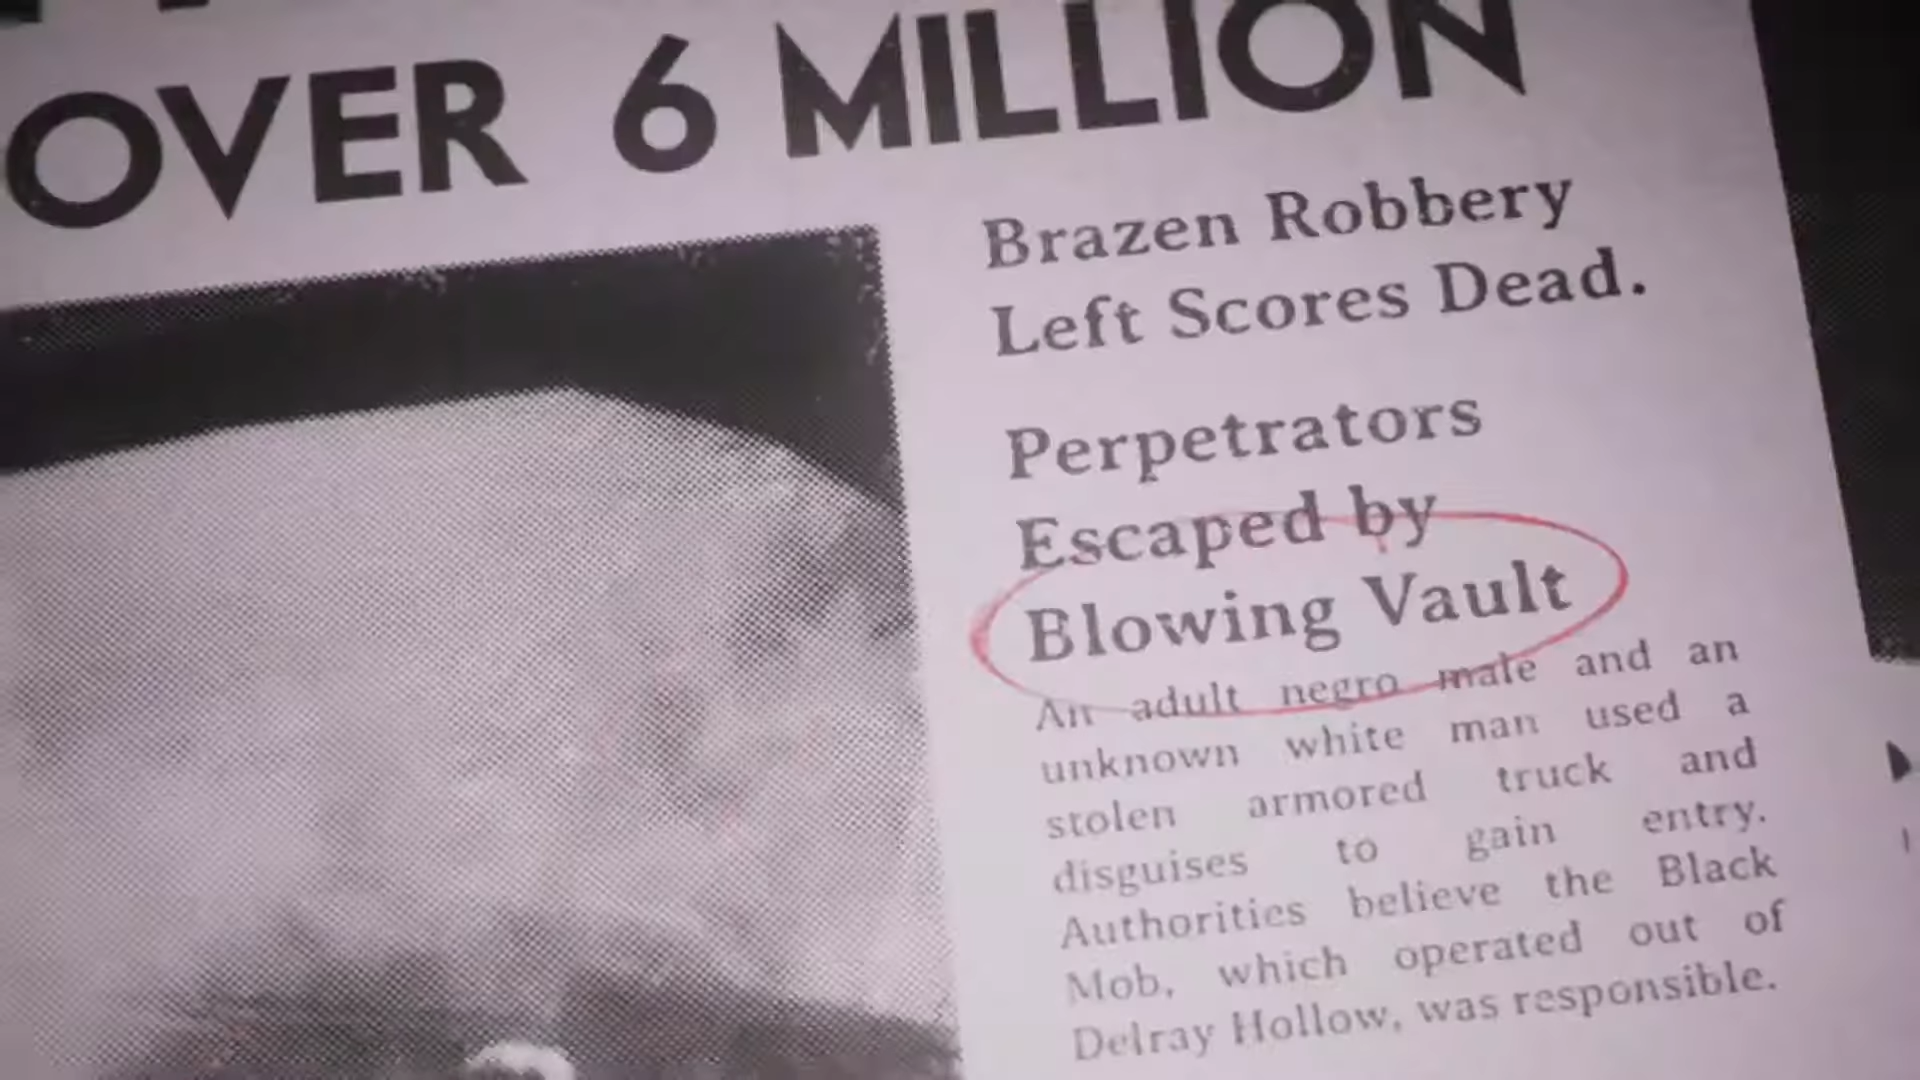 OVER 6 MILLION
Brazen Robbery
Left Scores Dead.
Perpetrators
Escaped by
Blowing Vault
An adult negro male and an
unknown white man used a
stolen armored truck and
disguises to gain entry.
Authorities believe the Black
Mob, which operated out of
Delray Hollow, was responsible.